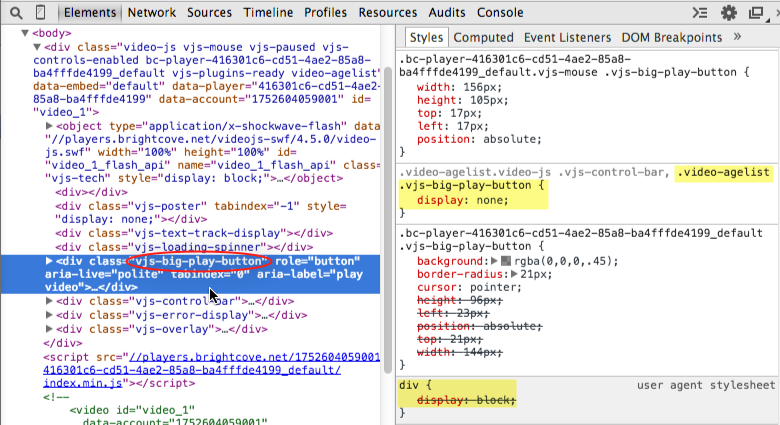 Elements Network Sources Timeline Profiles Resources Audits Console
<body>
<div class="video-js vjs-mouse vjs-paused vjs-
controls-enabled bc-player-416301c6-cd51-4ae2-85a8-
ba4fffde4199_default vjs-plugins-ready video-agelist"
data-embed="default" data-player="416301c6-cd51-4ae2-
85a8-ba4fffde4199" data-account="1752604059001" id=
"video_1">
<object type="application/x-shockwave-flash" data=
"//players.brightcove.net/videojs-swf/4.5.0/video-
js.swf" width="100%" height="100%" id=
"video_1_flash_api" name="video_1_flash_api" class=
"vjs-tech" style="display: block;">…</object>
<div></div>
<div class="vjs-poster" tabindex="-1" style=
"display: none;"></div>
<div class="vjs-text-track-display"></div>
<div class="vjs-loading-spinner"></div>
<div class="vjs-big-play-button" role="button"
aria-live="polite" tabindex="0" aria-label="play
video">…</div>
<div class="vjs-control-bar">…</div>
<div class="vjs-error-display">…</div>
<div class="vjs-overlay">…</div>
</div>
<script src="//players.brightcove.net/1752604059001
416301c6-cd51-4ae2-85a8-ba4fffde4199_default/
index.min.js"></script>
<!--
<video id="video_1"
data-account="1752604059001"
Styles Computed Event Listeners DOM Breakpoints »
.bc-player-416301c6-cd51-4ae2-85a8-
ba4fffde4199_default.vjs-mouse .vjs-big-play-button {
width: 156px;
height: 105px;
top: 17px;
left: 17px;
position: absolute;
}
.video-agelist.video-js .vjs-control-bar, .video-agelist
.vjs-big-play-button {
display: none;
}
.bc-player-416301c6-cd51-4ae2-85a8-ba4fffde4199_default
.vjs-big-play-button {
background: rgba(0,0,0,.45);
border-radius: 21px;
cursor: pointer;
height: 96px;
left: 23px;
position: absolute;
top: 21px;
width: 144px;
}
div { user agent stylesheet
display: block;
}